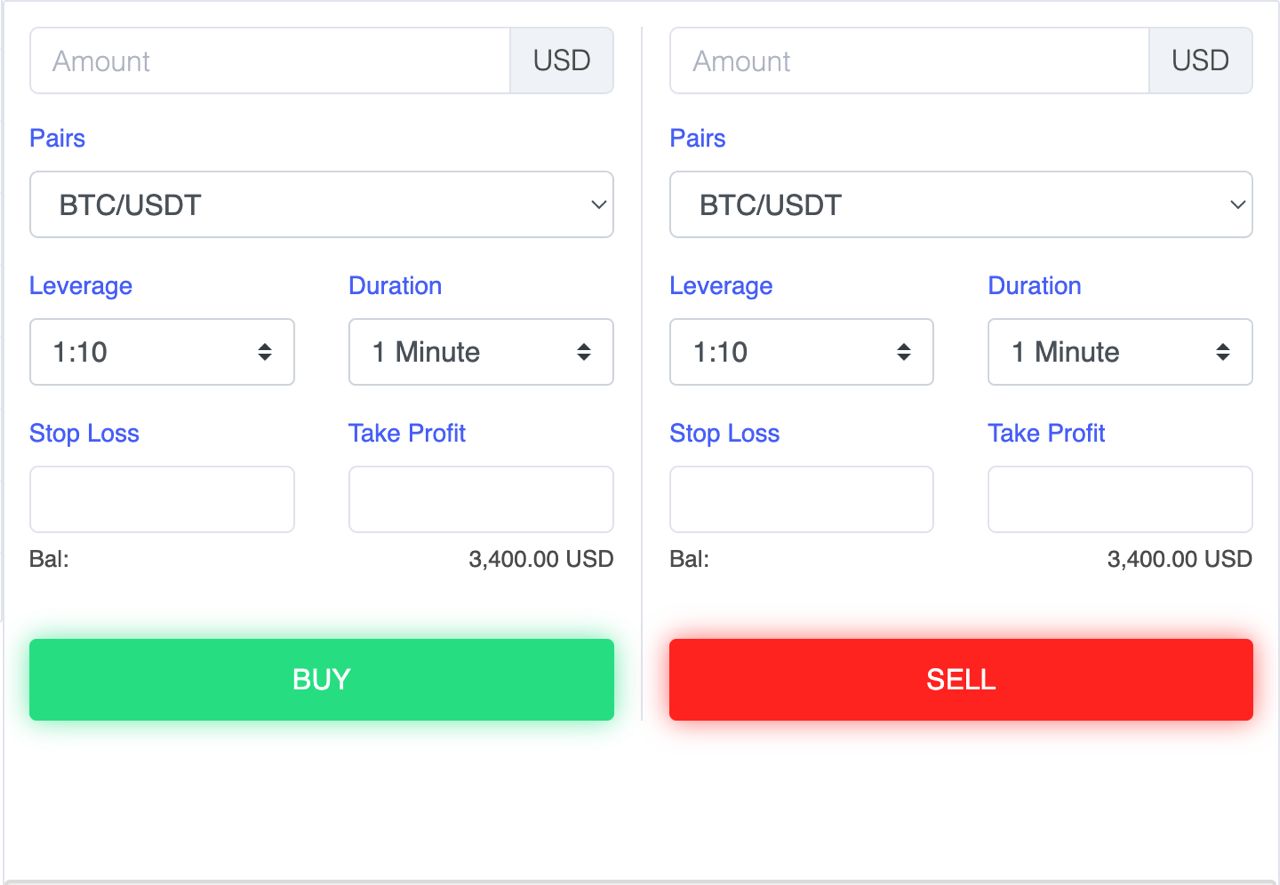 Amount USD
Pairs
BTC/USDT
Leverage Duration
1:10 1 Minute
Stop Loss Take Profit
Bal: 3,400.00 USD
BUY
Amount USD
Pairs
BTC/USDT
Leverage Duration
1:10 1 Minute
Stop Loss Take Profit
Bal: 3,400.00 USD
SELL